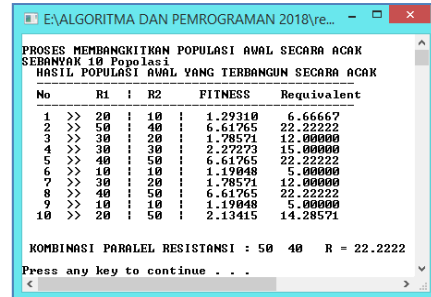 E:\ALGORITMA DAN PEMROGRAMAN 2018\re...
PROSES MEMBANGKITKAN POPULASI AWAL SECARA ACAK
SEBANYAK 10 Popolasi
HASIL POPULASI AWAL YANG TERBANGUN SECARA ACAK
No R1 ¦ R2 FITNESS Requivalent
1 >> 20 ¦ 10 ¦ 1.29310 6.66667
2 >> 50 ¦ 40 ¦ 6.61765 22.22222
3 >> 30 ¦ 20 ¦ 1.78571 12.00000
4 >> 30 ¦ 30 ¦ 2.27273 15.00000
5 >> 40 ¦ 50 ¦ 6.61765 22.22222
6 >> 10 ¦ 10 ¦ 1.19048 5.00000
7 >> 30 ¦ 20 ¦ 1.78571 12.00000
8 >> 40 ¦ 50 ¦ 6.61765 22.22222
9 >> 10 ¦ 10 ¦ 1.19048 5.00000
10 >> 20 ¦ 50 ¦ 2.13415 14.28571
KOMBINASI PARALEL RESISTANSI : 50 40 R = 22.2222
Press any key to continue . . .